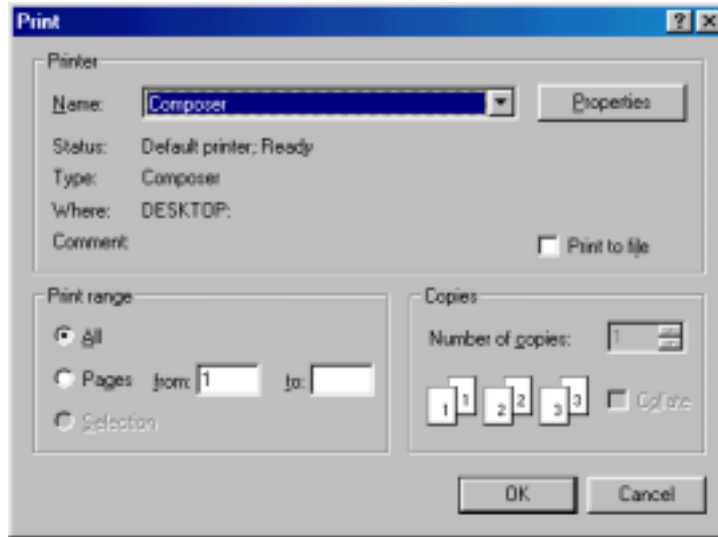 Print
Printer
Name: Composer Properties
Status: Default printer; Ready
Type: Composer
Where: DESKTOP:
Comment:
Print to file
Print range
All
Pages from: 1 to:
Selection
Copies
Number of copies: 1
1 1 2 2 3 3
Collate
OK Cancel